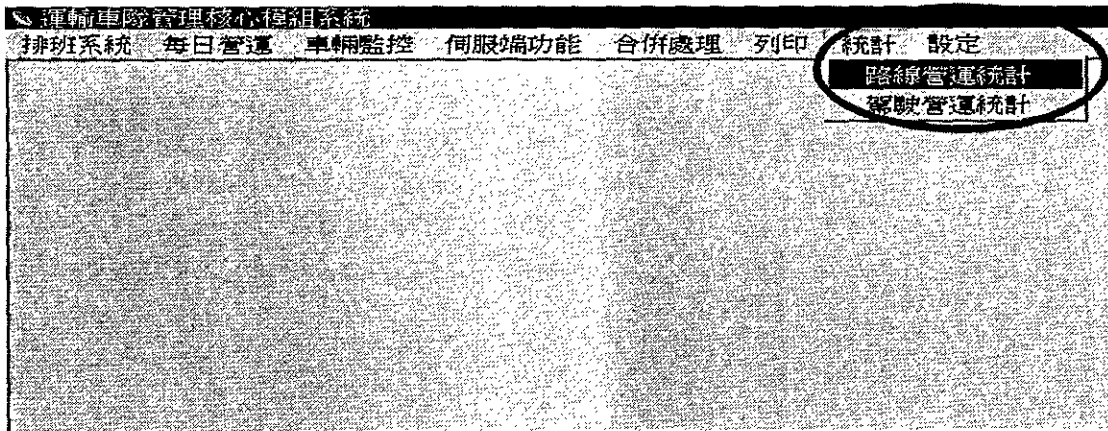 運輸車隊管理核心模組系統
排班系統 每日營運 車輛監控 伺服端功能 合併處理 列印 統計 設定
路線營運統計
駕駛營運統計